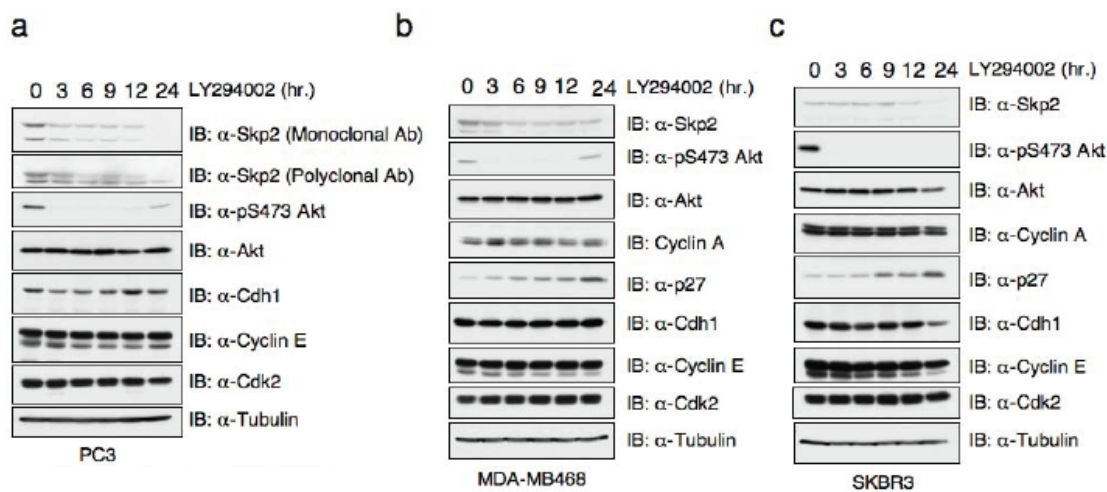 a
0 3 6 9 12 24 LY294002 (hr.)
IB: α-Skp2 (Monoclonal Ab)
IB: α-Skp2 (Polyclonal Ab)
IB: α-pS473 Akt
IB: α-Akt
IB: α-Cdh1
IB: α-Cyclin E
IB: α-Cdk2
IB: α-Tubulin
PC3
b
0 3 6 9 12 24 LY294002 (hr.)
IB: α-Skp2
IB: α-pS473 Akt
IB: α-Akt
IB: Cyclin A
IB: α-p27
IB: α-Cdh1
IB: α-Cyclin E
IB: α-Cdk2
IB: α-Tubulin
MDA-MB468
c
0 3 6 9 12 24 LY294002 (hr.)
IB: α-Skp2
IB: α-pS473 Akt
IB: α-Akt
IB: α-Cyclin A
IB: α-p27
IB: α-Cdh1
IB: α-Cyclin E
IB: α-Cdk2
IB: α-Tubulin
SKBR3